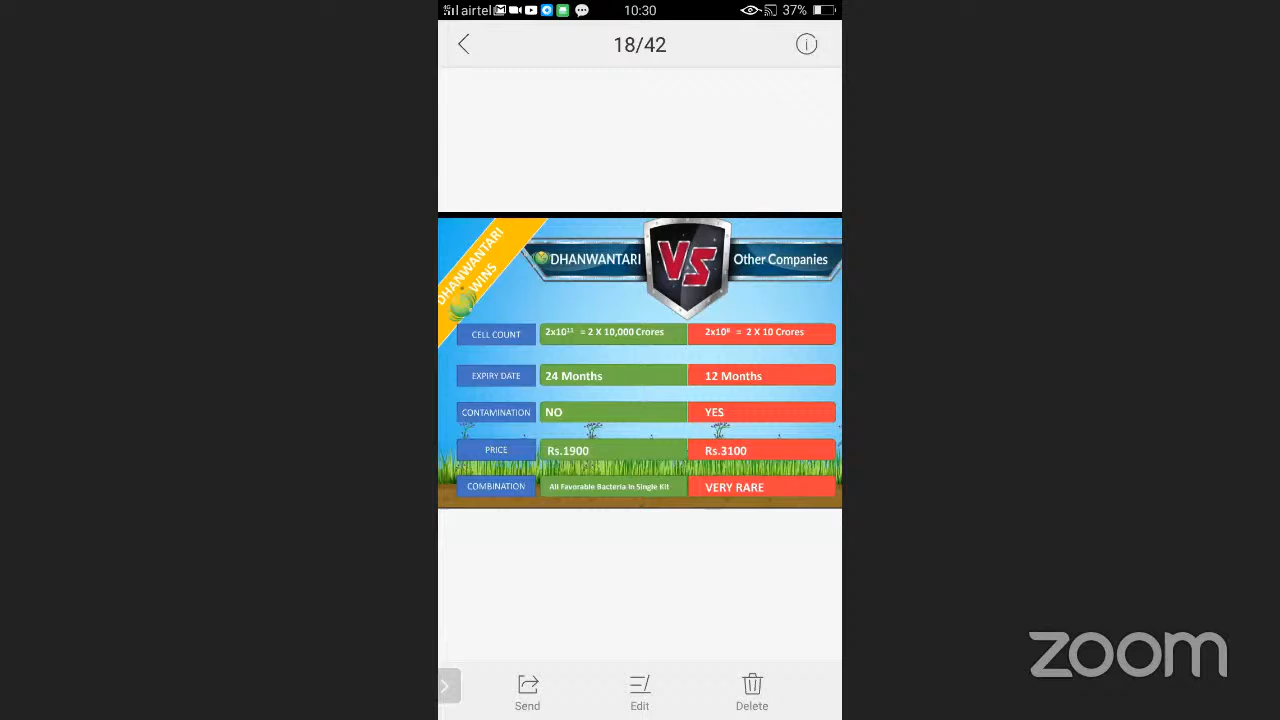 airtel 10:30 37%
18/42
DHANWANTARI
WINS
DHANWANTARI VS Other Companies
CELL COUNT 2x10¹¹ = 2 X 10,000 Crores 2x10⁸ = 2 X 10 Crores
EXPIRY DATE 24 Months 12 Months
CONTAMINATION NO YES
PRICE Rs.1900 Rs.3100
COMBINATION All Favorable Bacteria In Single Kit VERY RARE
Send Edit Delete
zoom